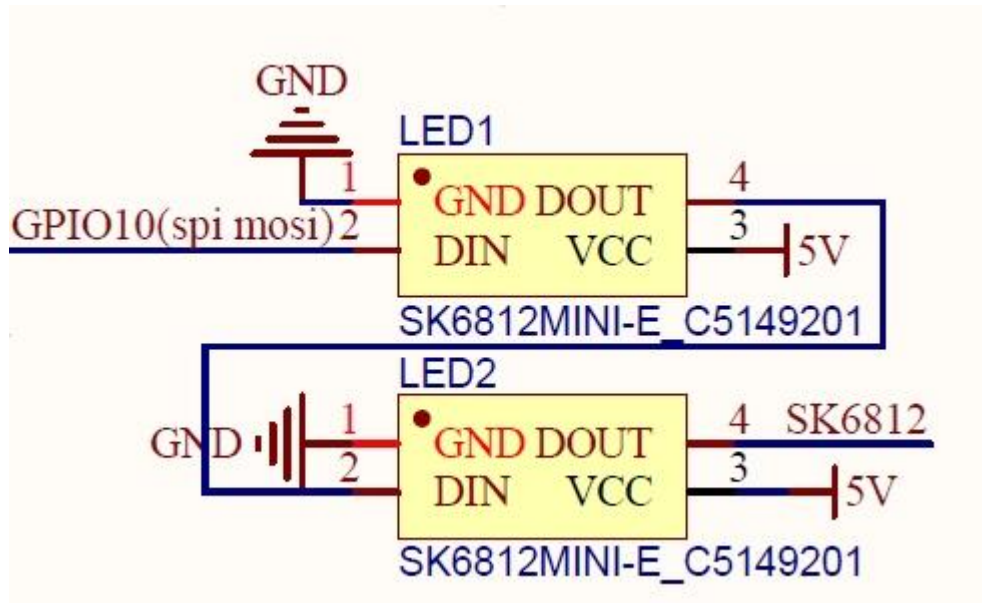 GND
LED1
1 GND DOUT 4
GPIO10(spi mosi) 2 DIN VCC 3 5V
SK6812MINI-E_C5149201
LED2
GND 1 GND DOUT 4 SK6812
2 DIN VCC 3 5V
SK6812MINI-E_C5149201